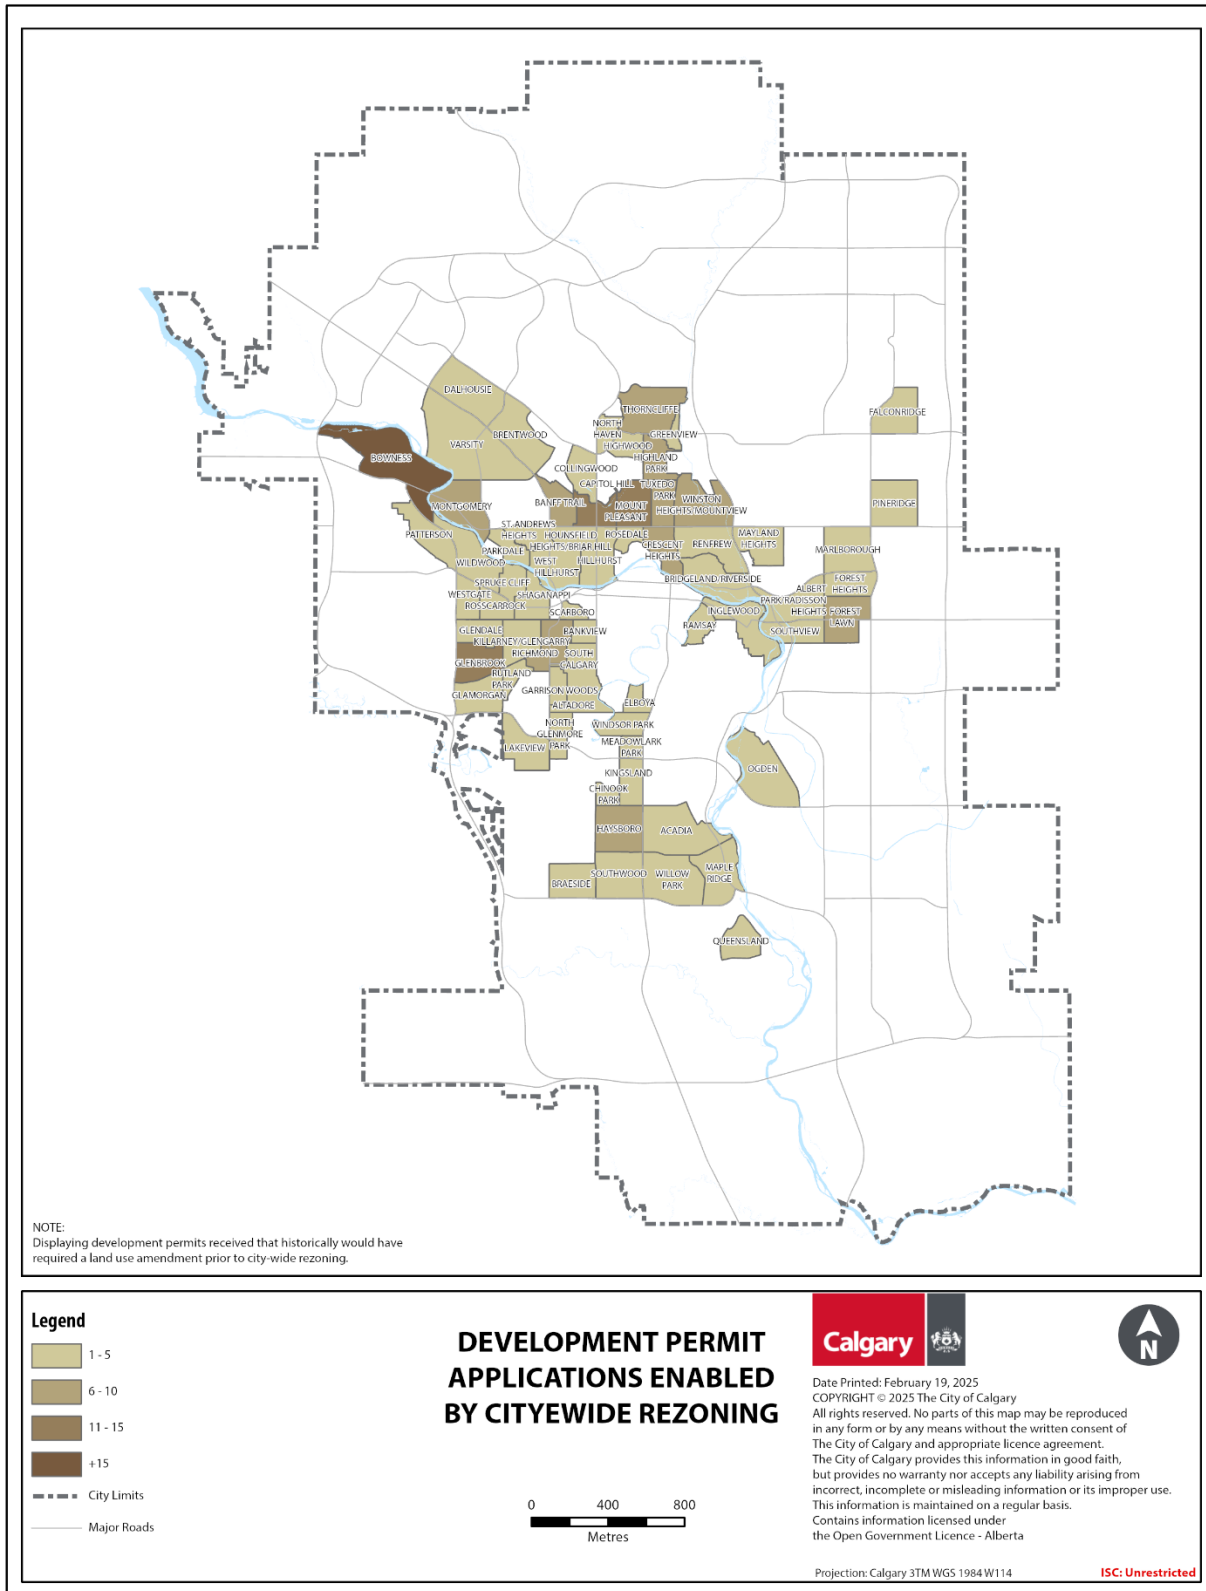 DALHOUSIE
THORNCLIFFE
FALCONRIDGE
NORTH
HAVEN
BRENTWOOD
GREENVIEW
VARSITY
HIGHWOOD
BOWNESS
HIGHLAND
PARK
COLLINGWOOD
CAPITOL HILL
TUXEDO
PARK
WINSTON
HEIGHTS/MOUNTVIEW
PINERIDGE
MONTGOMERY
BANFF TRAIL
MOUNT
PLEASANT
ST. ANDREWS
HEIGHTS
PATTERSON
HOUNSFIELD
HEIGHTS/BRIAR HILL
ROSEDALE
CRESCENT
HEIGHTS
RENFREW
MAYLAND
HEIGHTS
MARLBOROUGH
PARKDALE
WILDWOOD
WEST
HILLHURST
HILLHURST
BRIDGELAND/RIVERSIDE
FOREST
HEIGHTS
SPRUCE CLIFF
ALBERT
PARK/RADISSON
HEIGHTS
WESTGATE
SHAGANAPPI
ROSSCARROCK
SCARBORO
INGLEWOOD
FOREST
LAWN
RAMSAY
SOUTHVIEW
GLENDALE
BANKVIEW
KILLARNEY/GLENGARRY
RICHMOND
SOUTH
CALGARY
GLENBROOK
RUTLAND
PARK
GLAMORGAN
GARRISON WOODS
ALTADORE
ELBOYA
NORTH
GLENMORE
PARK
WINDSOR PARK
LAKEVIEW
MEADOWLARK
PARK
OGDEN
KINGSLAND
CHINOOK
PARK
HAYSBORO
ACADIA
BRAESIDE
SOUTHWOOD
WILLOW
PARK
MAPLE
RIDGE
QUEENSLAND
NOTE:
Displaying development permits received that historically would have
required a land use amendment prior to city-wide rezoning.
Legend
1 - 5
6 - 10
11 - 15
+15
City Limits
Major Roads
DEVELOPMENT PERMIT
APPLICATIONS ENABLED
BY CITYEWIDE REZONING
0 400 800
Metres
Calgary
N
Date Printed: February 19, 2025
COPYRIGHT © 2025 The City of Calgary
All rights reserved. No parts of this map may be reproduced
in any form or by any means without the written consent of
The City of Calgary and appropriate licence agreement.
The City of Calgary provides this information in good faith,
but provides no warranty nor accepts any liability arising from
incorrect, incomplete or misleading information or its improper use.
This information is maintained on a regular basis.
Contains information licensed under
the Open Government Licence - Alberta
Projection: Calgary 3TM WGS 1984 W114
ISC: Unrestricted